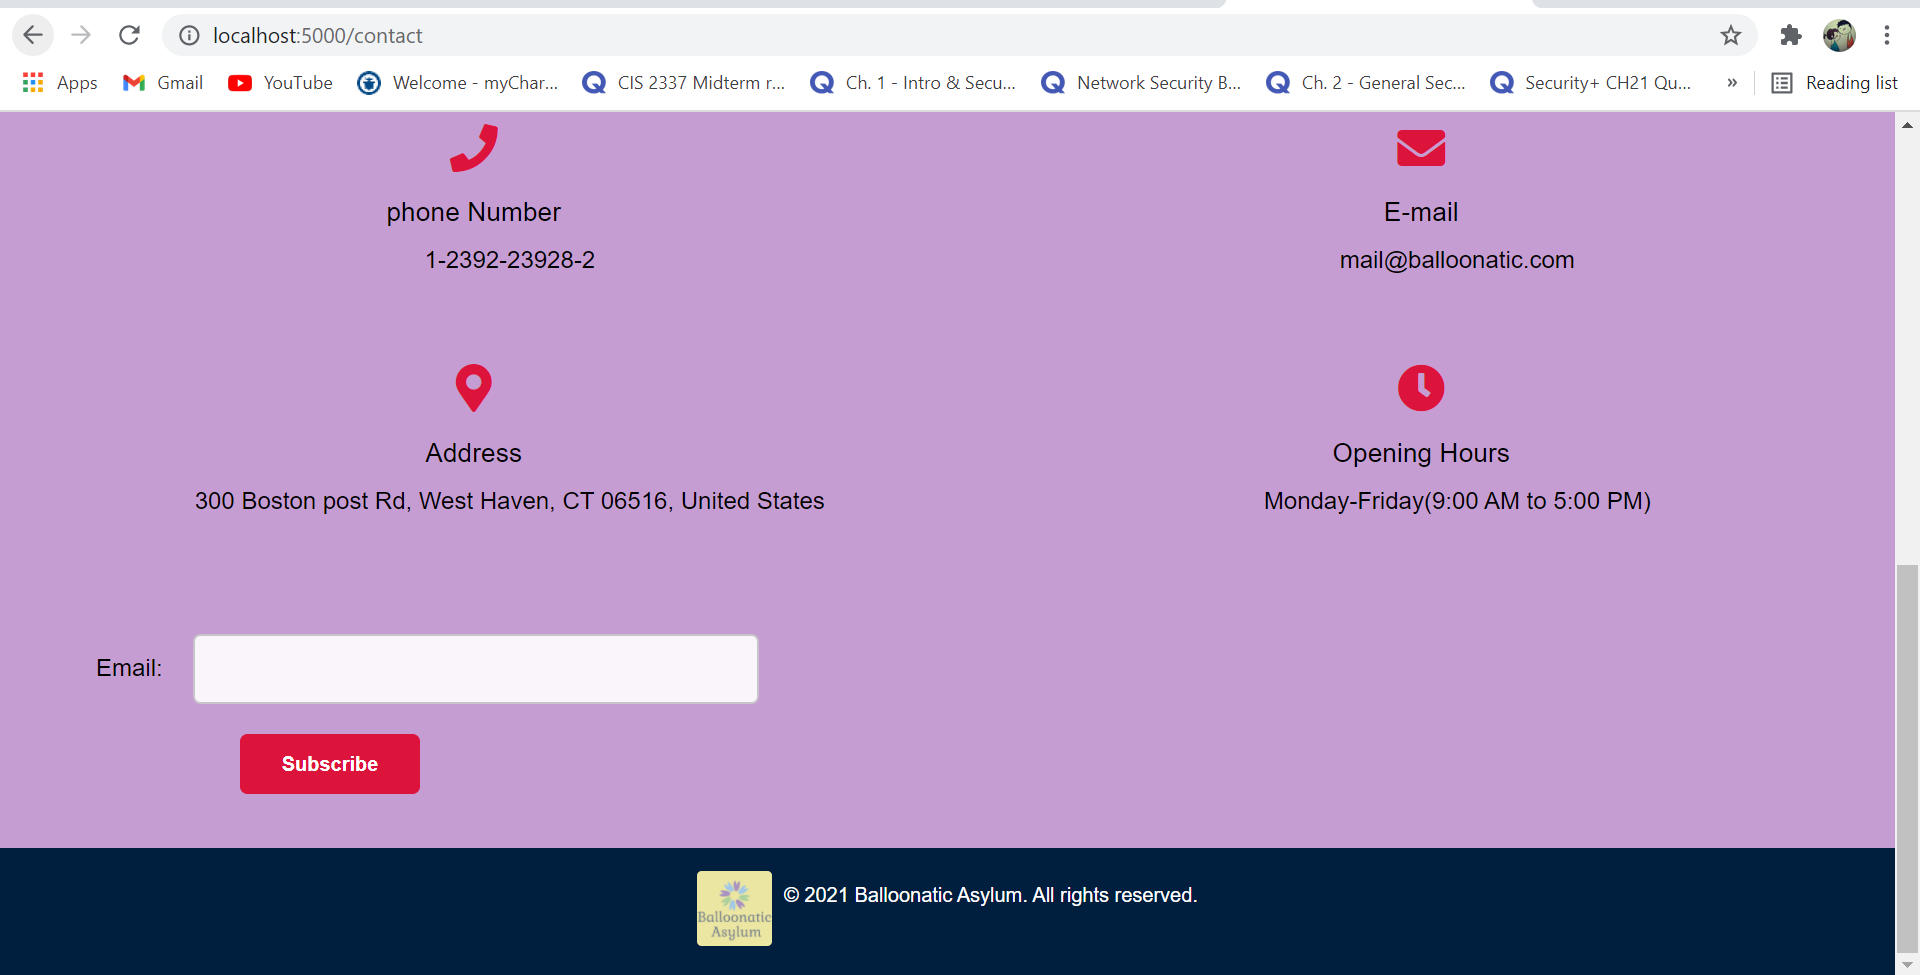 localhost:5000/contact
Apps Gmail YouTube Welcome - myChar... CIS 2337 Midterm r... Ch. 1 - Intro & Secu... Network Security B... Ch. 2 - General Sec... Security+ CH21 Qu... » Reading list
phone Number
1-2392-23928-2
E-mail
mail@balloonatic.com
Address
300 Boston post Rd, West Haven, CT 06516, United States
Opening Hours
Monday-Friday(9:00 AM to 5:00 PM)
Email:
Subscribe
Balloonatic
Asylum
© 2021 Balloonatic Asylum. All rights reserved.